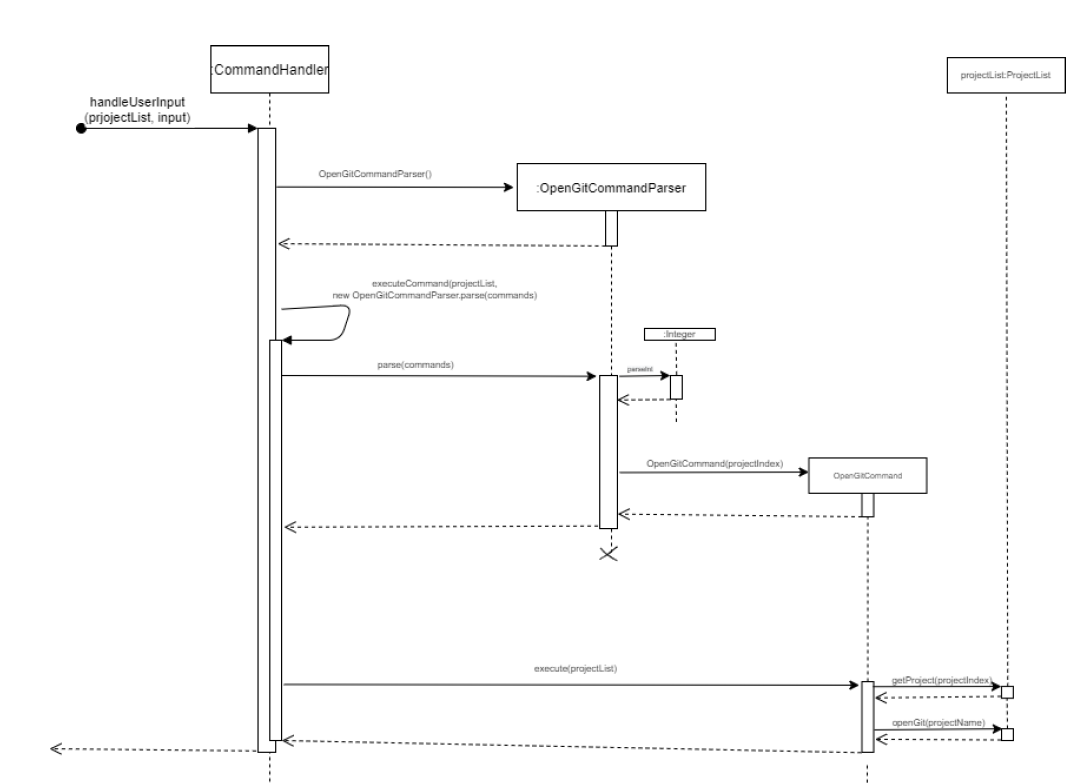 :CommandHandler
projectList:ProjectList
handleUserInput
(prjojectList, input)
OpenGitCommandParser()
:OpenGitCommandParser
executeCommand(projectList,
new OpenGitCommandParser.parse(commands)
:Integer
parse(commands)
parseInt
OpenGitCommand(projectIndex)
OpenGitCommand
execute(projectList)
getProject(projectIndex)
openGit(projectName)